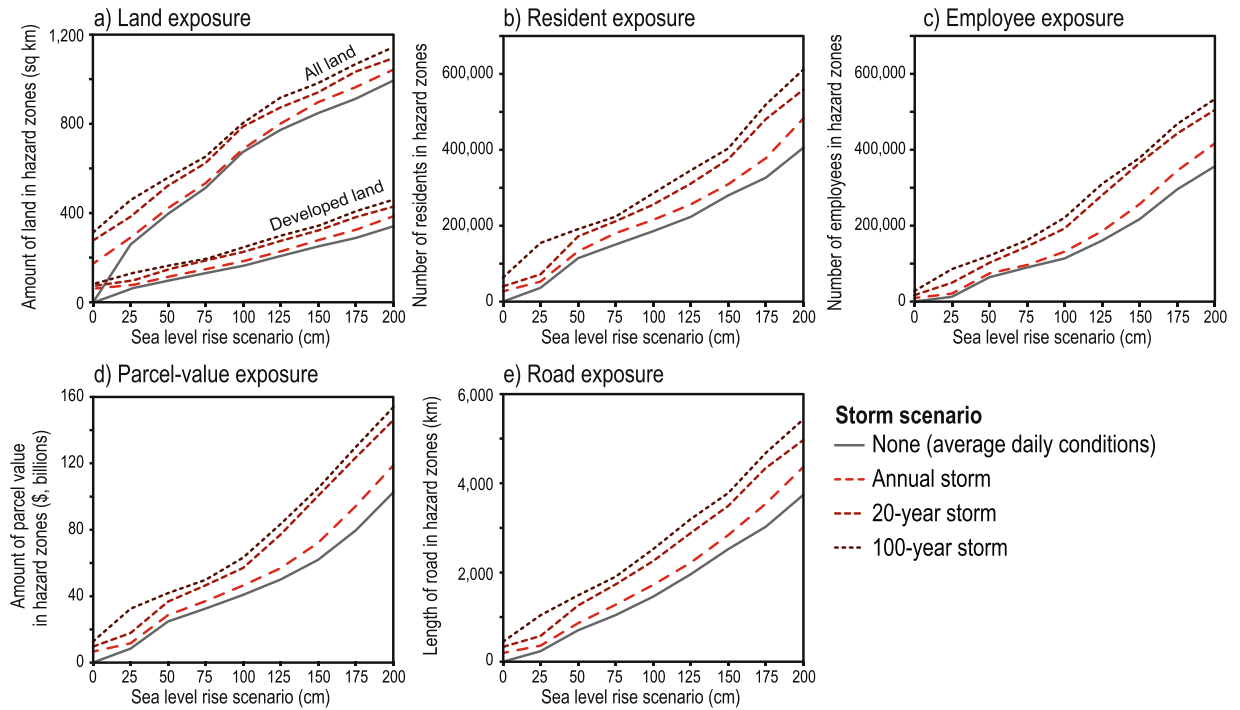 a) Land exposure
Amount of land in hazard zones (sq km)
1,200
800
400
0
All land
Developed land
0 25 50 75 100 125 150 175 200
Sea level rise scenario (cm)
b) Resident exposure
Number of residents in hazard zones
600,000
400,000
200,000
0
0 25 50 75 100 125 150 175 200
Sea level rise scenario (cm)
c) Employee exposure
Number of employees in hazard zones
600,000
400,000
200,000
0
0 25 50 75 100 125 150 175 200
Sea level rise scenario (cm)
d) Parcel-value exposure
Amount of parcel value
in hazard zones ($, billions)
160
120
80
40
0
0 25 50 75 100 125 150 175 200
Sea level rise scenario (cm)
e) Road exposure
Length of road in hazard zones (km)
6,000
4,000
2,000
0
0 25 50 75 100 125 150 175 200
Sea level rise scenario (cm)
Storm scenario
None (average daily conditions)
Annual storm
20-year storm
100-year storm